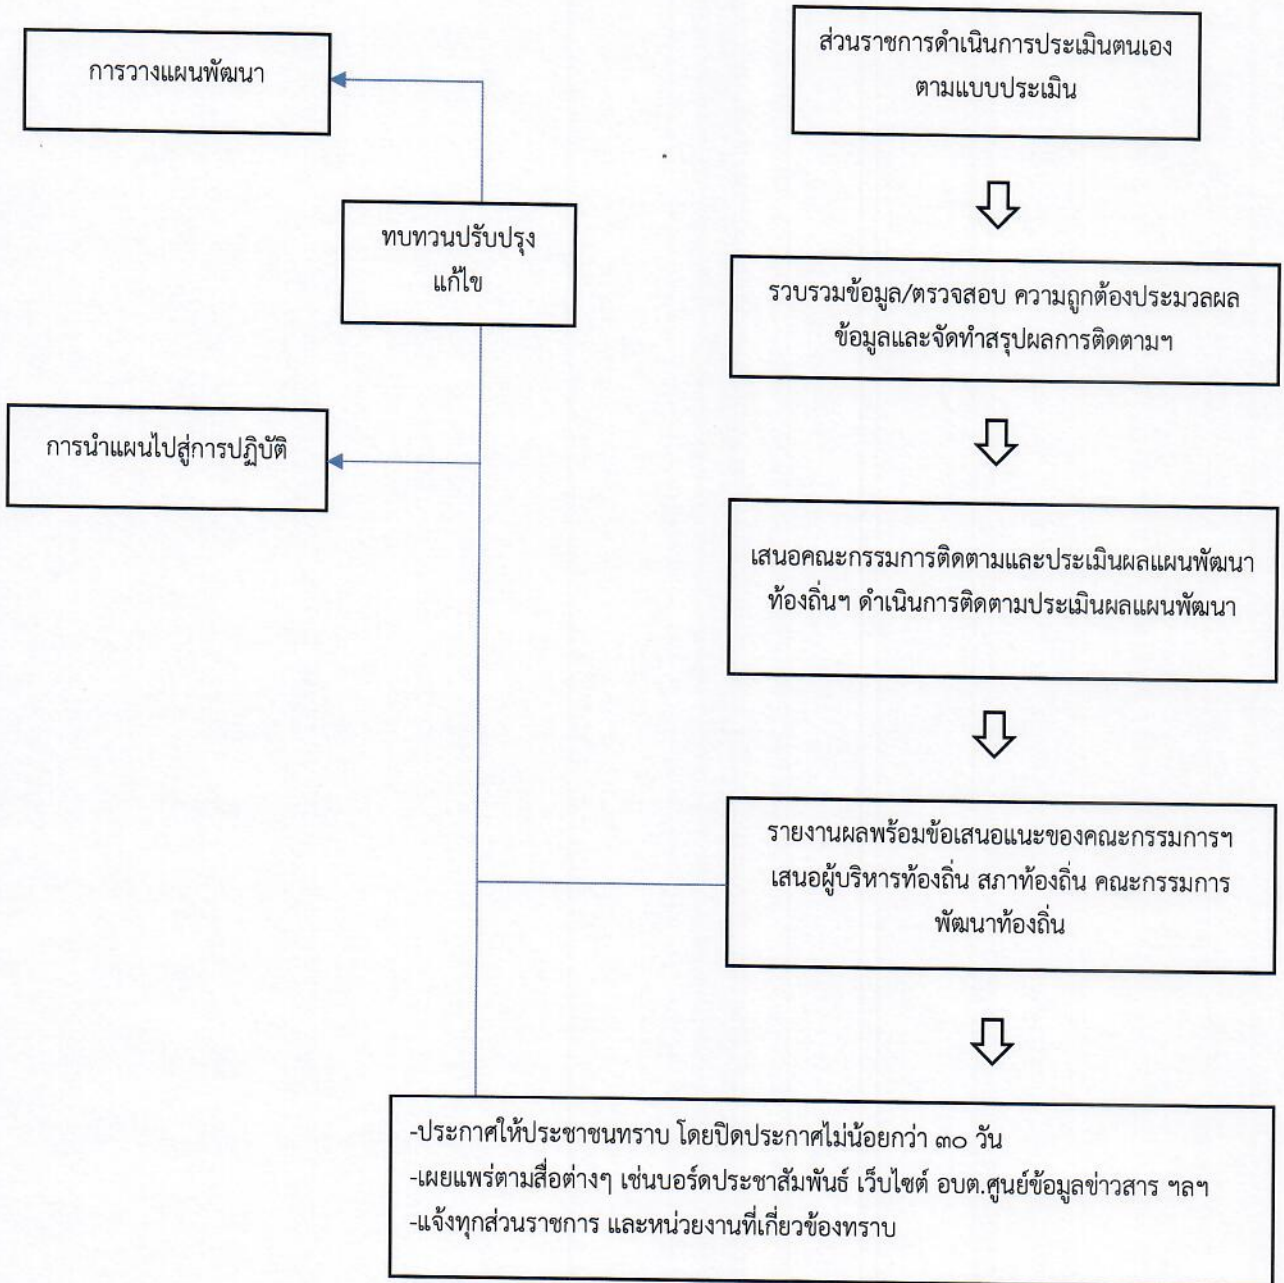 ส่วนราชการดำเนินการประเมินตนเอง
ตามแบบประเมิน
การวางแผนพัฒนา
ทบทวนปรับปรุง
แก้ไข
รวบรวมข้อมูล/ตรวจสอบ ความถูกต้องประมวลผล
ข้อมูลและจัดทำสรุปผลการติดตามฯ
การนำแผนไปสู่การปฏิบัติ
เสนอคณะกรรมการติดตามและประเมินผลแผนพัฒนา
ท้องถิ่นฯ ดำเนินการติดตามประเมินผลแผนพัฒนา
รายงานผลพร้อมข้อเสนอแนะของคณะกรรมการฯ
เสนอผู้บริหารท้องถิ่น สภาท้องถิ่น คณะกรรมการ
พัฒนาท้องถิ่น
-ประกาศให้ประชาชนทราบ โดยปิดประกาศไม่น้อยกว่า ๓๐ วัน
-เผยแพร่ตามสื่อต่างๆ เช่นบอร์ดประชาสัมพันธ์ เว็บไซต์ อบต.ศูนย์ข้อมูลข่าวสาร ฯลฯ
-แจ้งทุกส่วนราชการ และหน่วยงานที่เกี่ยวข้องทราบ